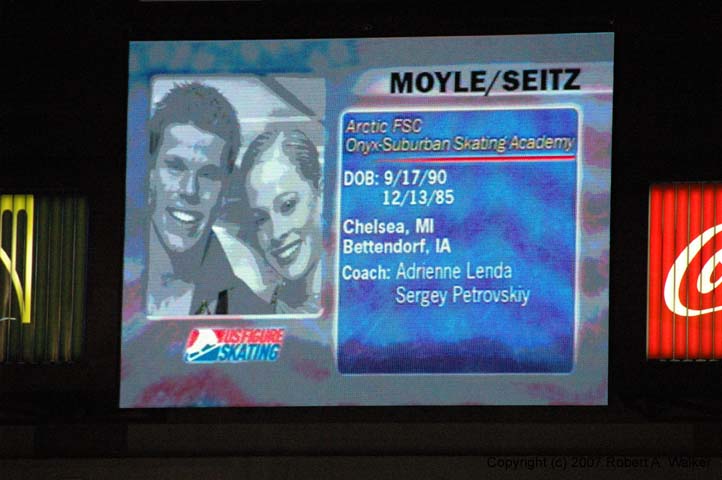 MOYLE/SEITZ
Arctic FSC
Onyx-Suburban Skating Academy
DOB: 9/17/90
12/13/85
Chelsea, MI
Bettendorf, IA
Coach: Adrienne Lenda
Sergey Petrovskiy
US FIGURE
SKATING
Copyright (c) 2007 Robert A. Walker